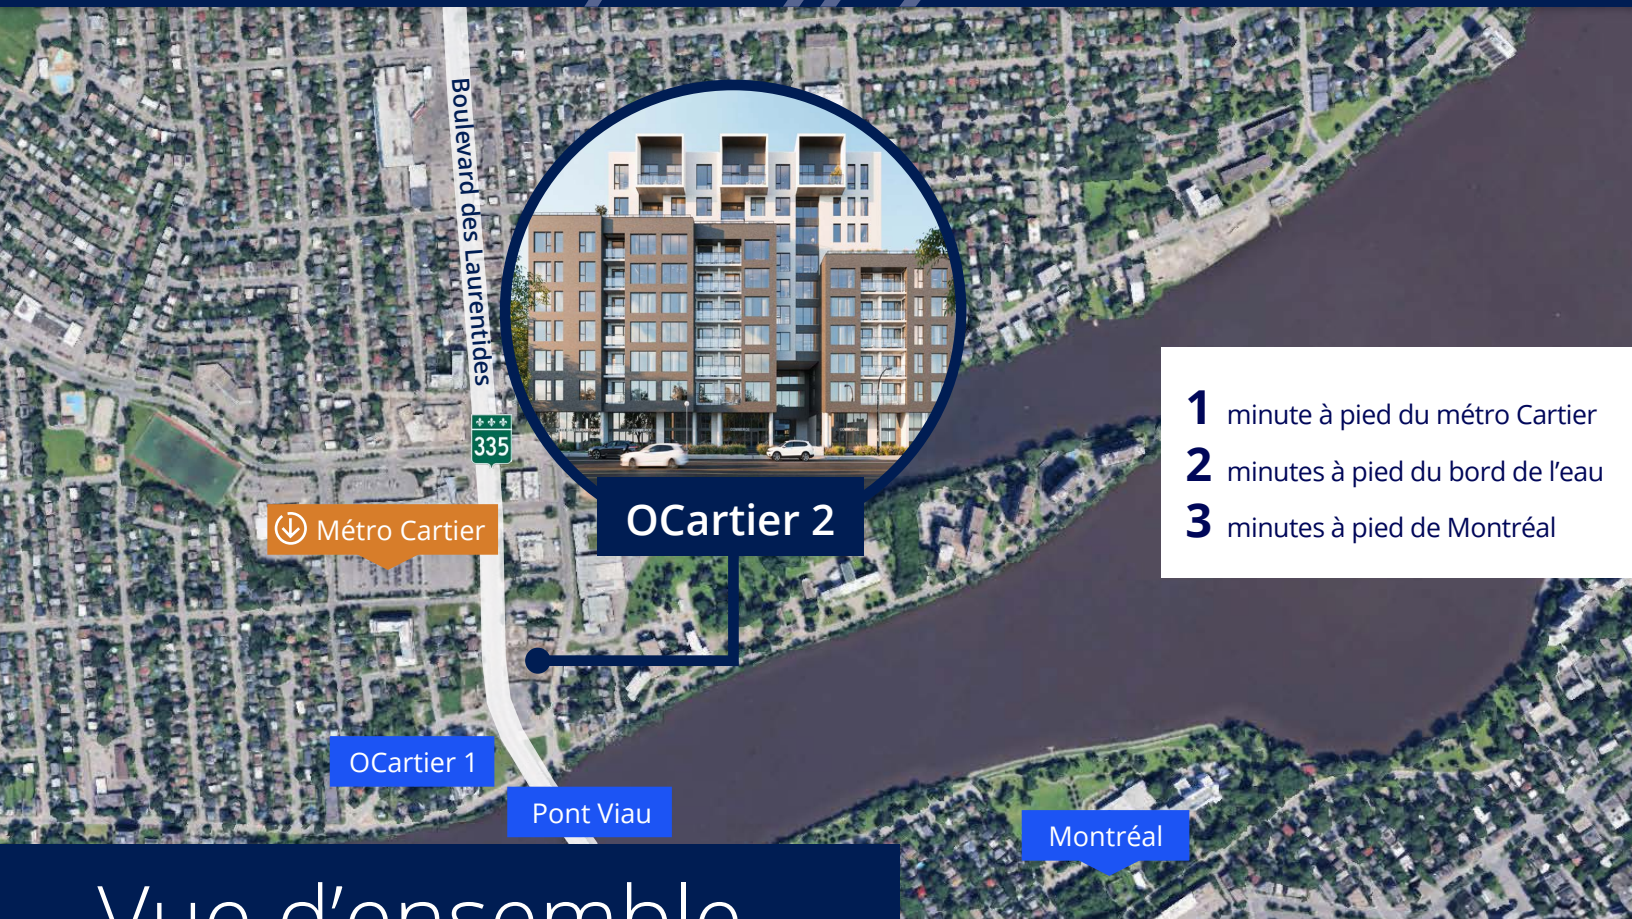 Boulevard des Laurentides
335
Métro Cartier
OCartier 2
1 minute à pied du métro Cartier
2 minutes à pied du bord de l’eau
3 minutes à pied de Montréal
OCartier 1
Pont Viau
Montréal
Vue d’ensemble